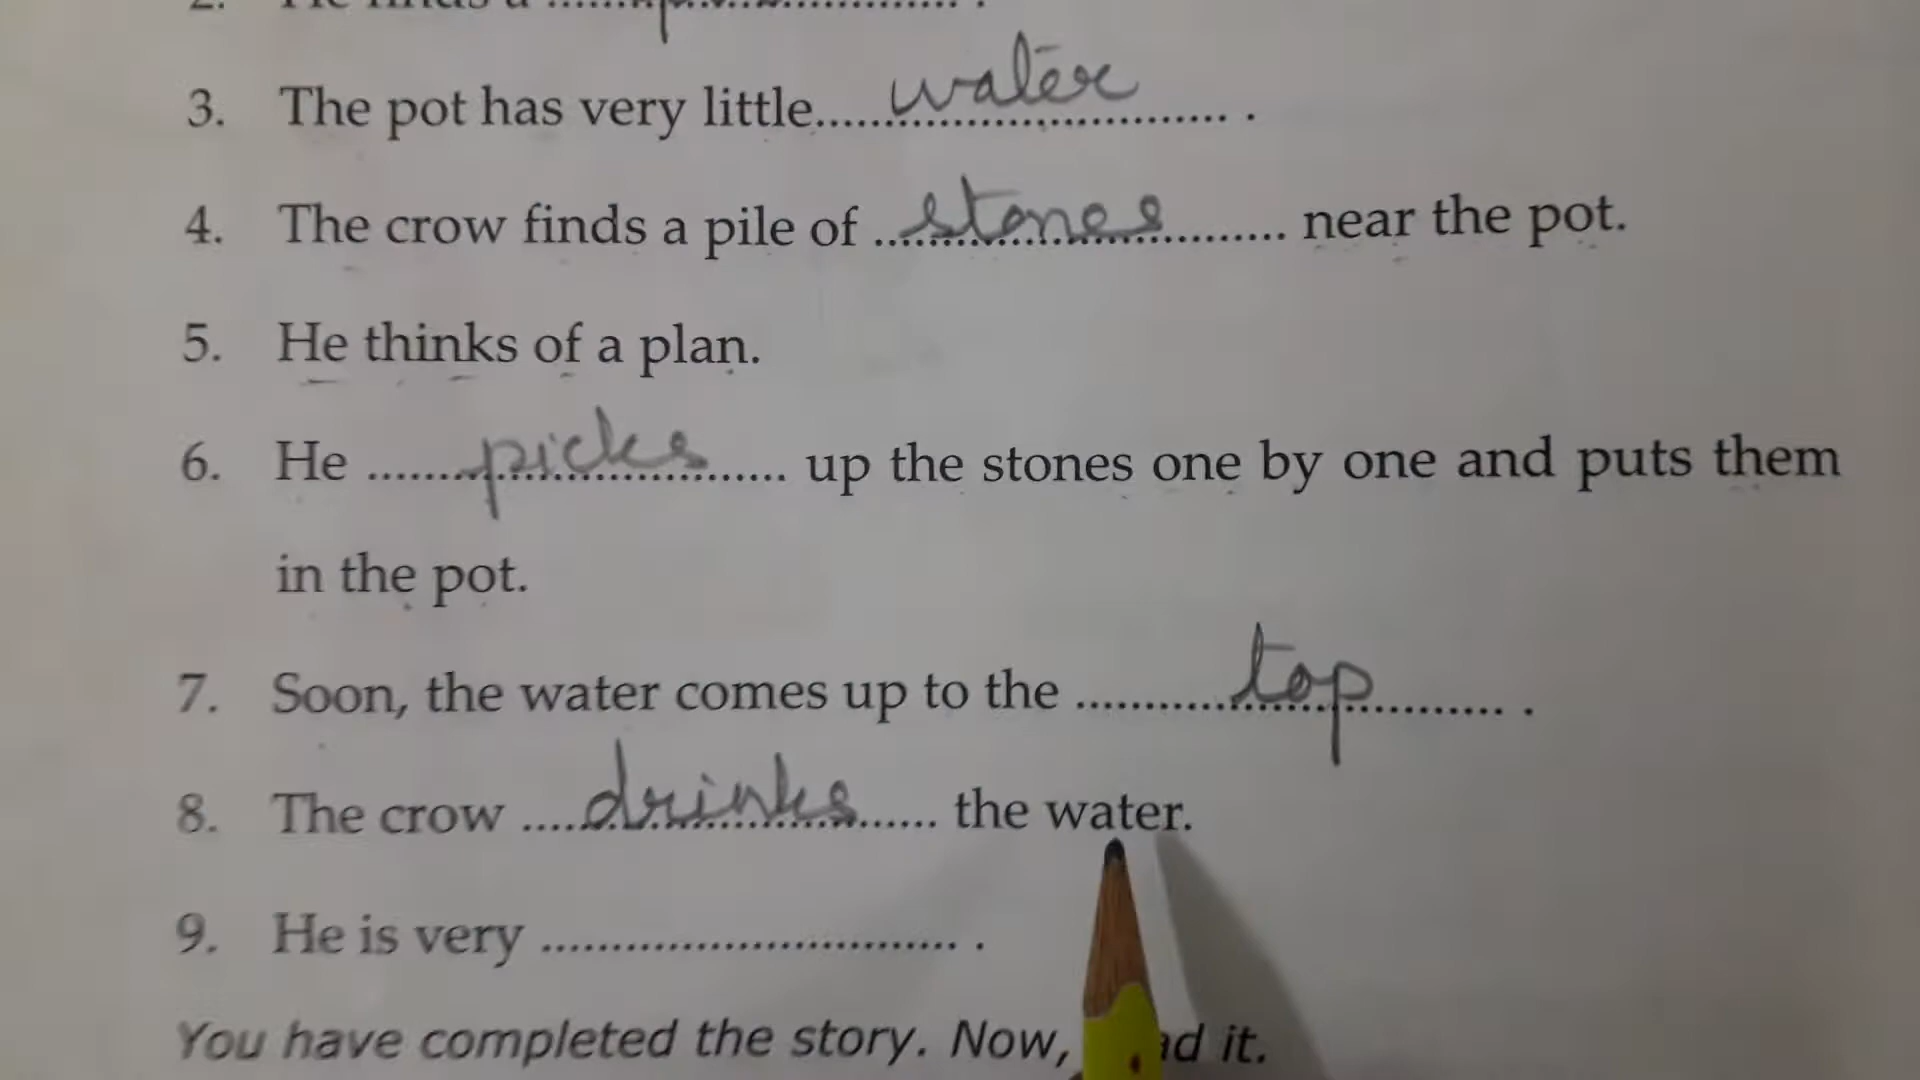 2. He finds a ..............................
3. The pot has very little.....water..... .
4. The crow finds a pile of .....stones..... near the pot.
5. He thinks of a plan.
6. He .....picks..... up the stones one by one and puts them
in the pot.
7. Soon, the water comes up to the .....top..... .
8. The crow .....drinks..... the water.
9. He is very .............................. .
You have completed the story. Now, it.